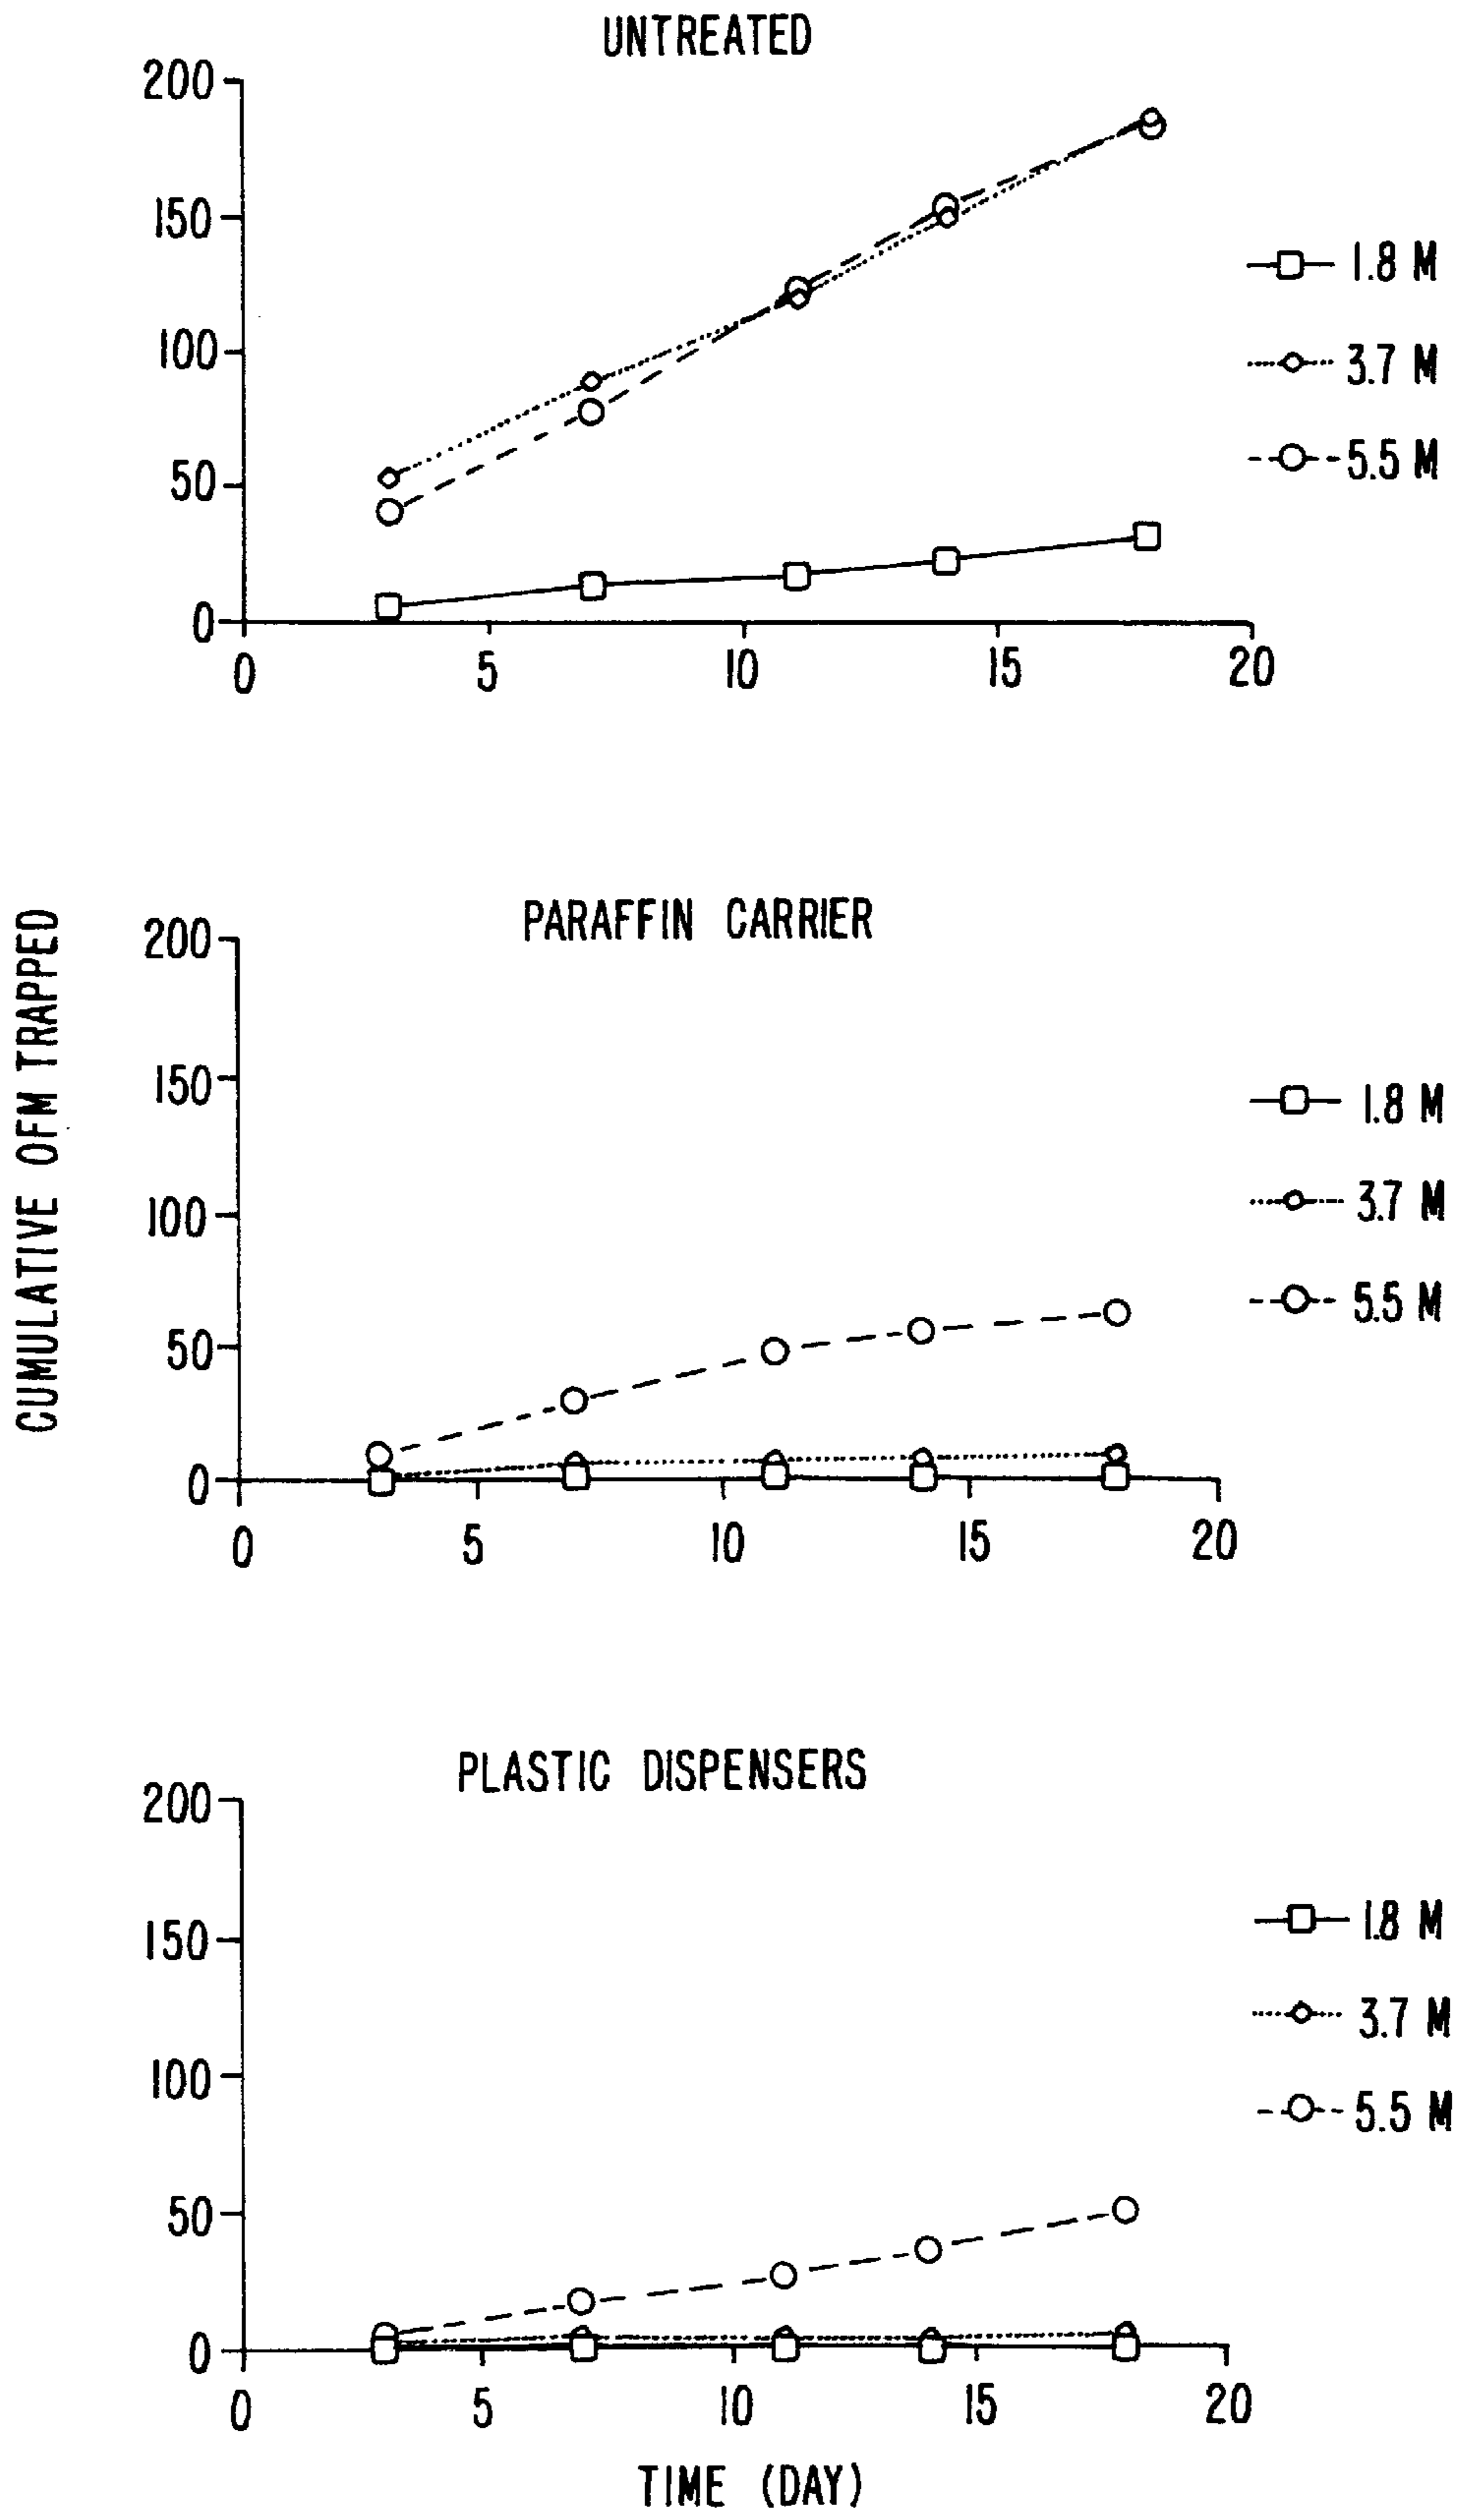 UNTREATED
200
150
100
50
0
0 5 10 15 20
1.8 M
3.7 M
5.5 M
CUMULATIVE OFM TRAPPED
PARAFFIN CARRIER
200
150
100
50
0
0 5 10 15 20
1.8 M
3.7 M
5.5 M
PLASTIC DISPENSERS
200
150
100
50
0
0 5 10 15 20
1.8 M
3.7 M
5.5 M
TIME (DAY)